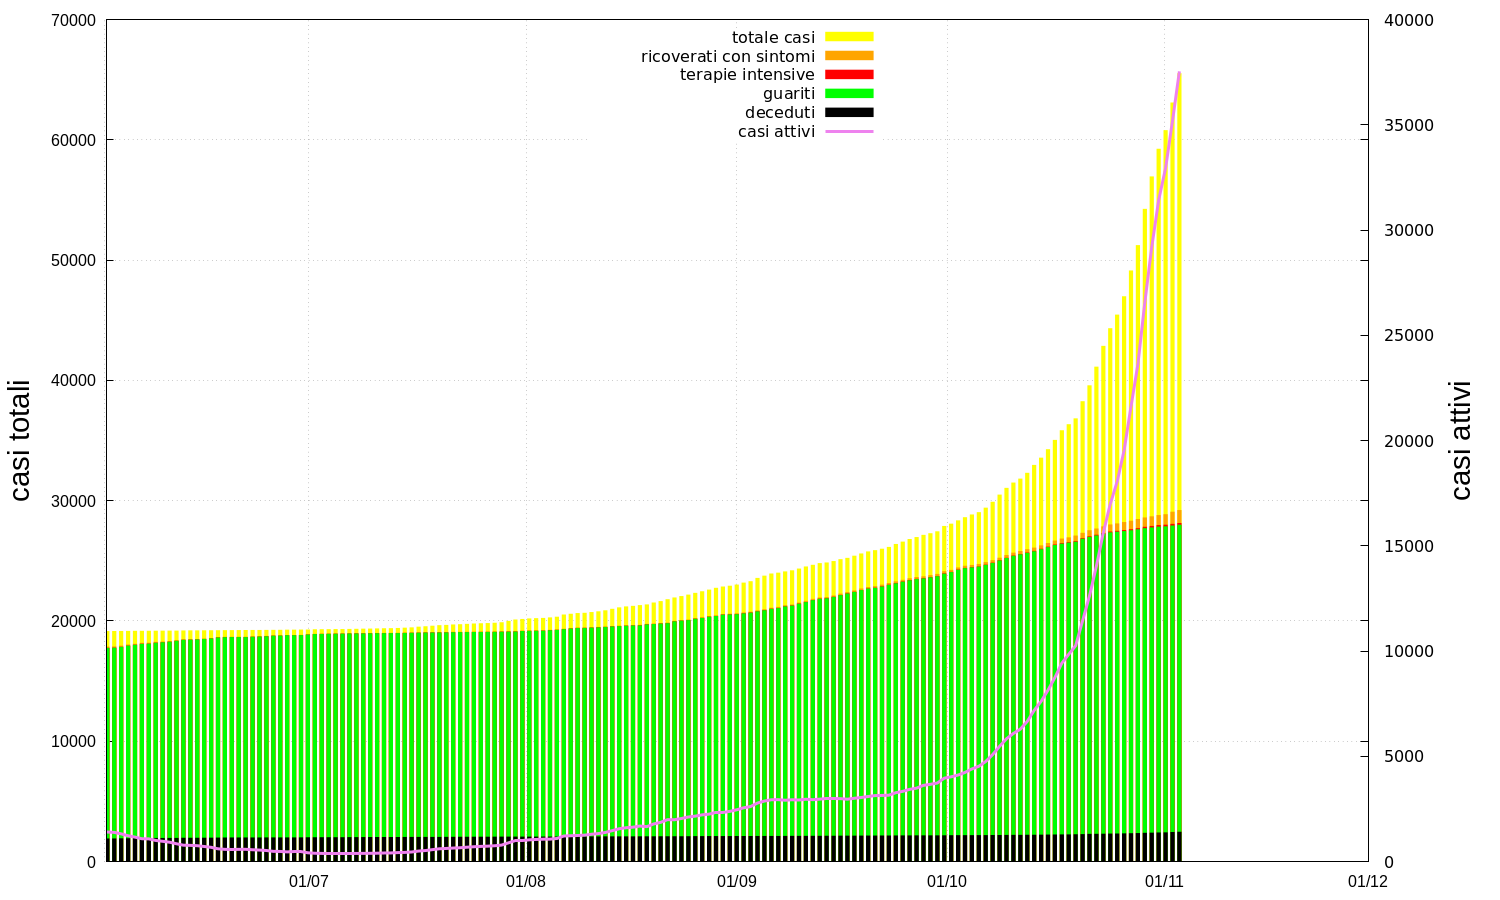 totale casi
ricoverati con sintomi
terapie intensive
guariti
deceduti
casi attivi
70000
60000
50000
40000
30000
20000
10000
0
casi totali
40000
35000
30000
25000
20000
15000
10000
5000
0
casi attivi
01/07
01/08
01/09
01/10
01/11
01/12